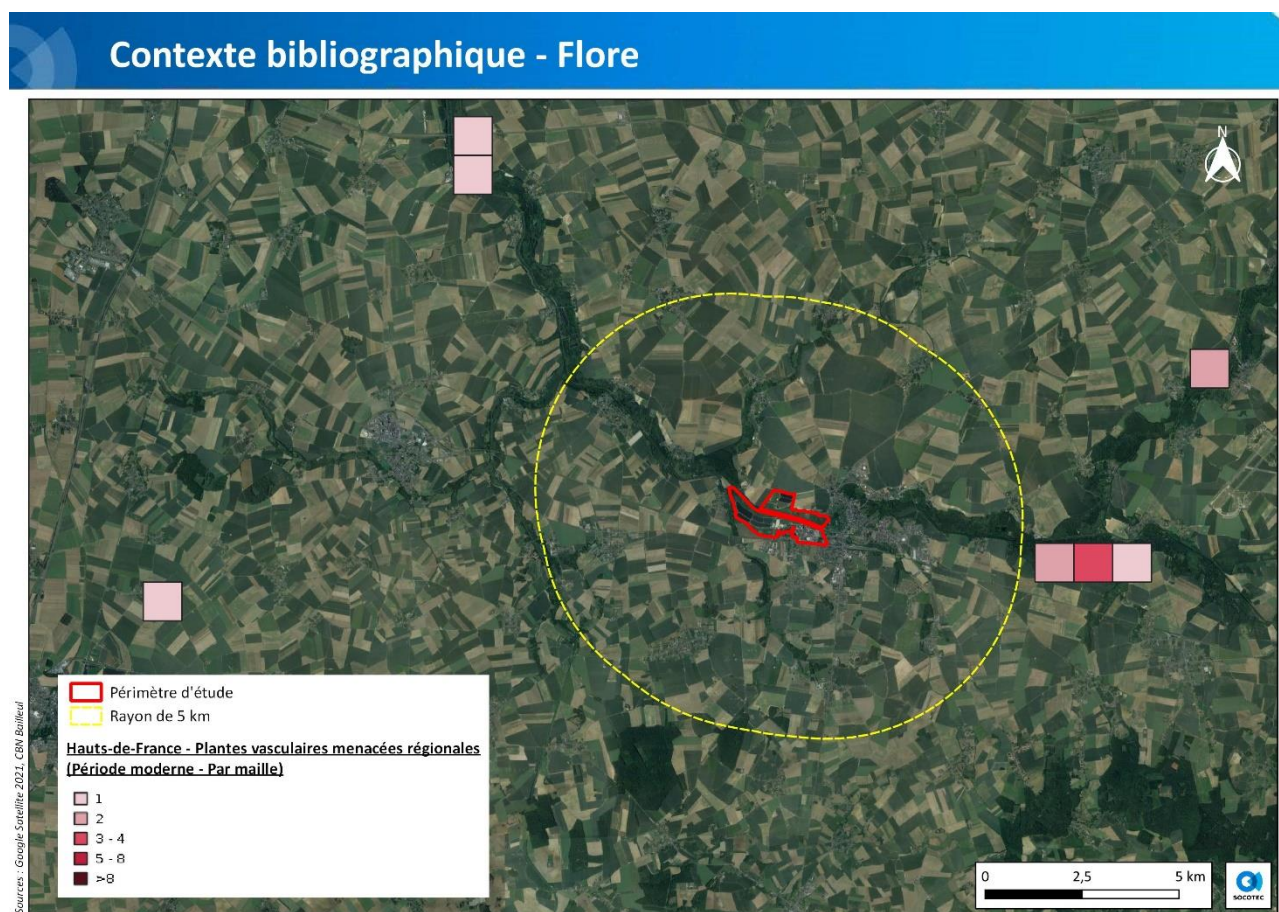 Contexte bibliographique - Flore
N
Périmètre d'étude
Rayon de 5 km
Hauts-de-France - Plantes vasculaires menacées régionales
(Période moderne - Par maille)
1
2
3 - 4
5 - 8
>8
Sources : Google Satellite 2021, CBN Bailleul
0 2,5 5 km
SOCOTEC